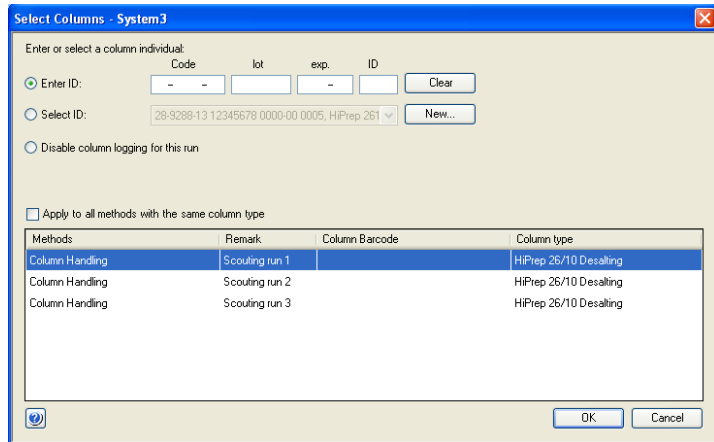 Select Columns - System3
Enter or select a column individual:
Code lot exp. ID
Enter ID: - - - Clear
Select ID: 28-9288-13 12345678 0000-00 0005, HiPrep 261 New...
Disable column logging for this run
Apply to all methods with the same column type
Methods Remark Column Barcode Column type
Column Handling Scouting run 1 HiPrep 26/10 Desalting
Column Handling Scouting run 2 HiPrep 26/10 Desalting
Column Handling Scouting run 3 HiPrep 26/10 Desalting
OK Cancel